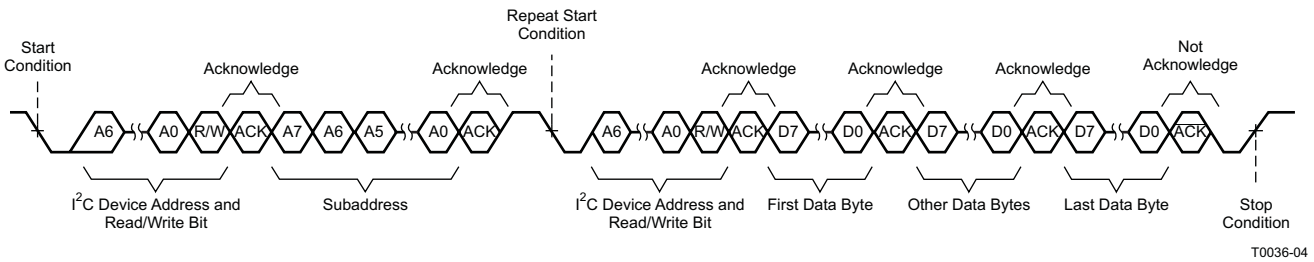 Repeat Start
Condition
Start
Condition
Acknowledge
Acknowledge
Acknowledge
Acknowledge
Acknowledge
Not
Acknowledge
A6 A0 R/W ACK A7 A6 A5 A0 ACK A6 A0 R/W ACK D7 D0 ACK D7 D0 ACK D7 D0 ACK
I²C Device Address and
Read/Write Bit
Subaddress
I²C Device Address and
Read/Write Bit
First Data Byte
Other Data Bytes
Last Data Byte
Stop
Condition
T0036-04